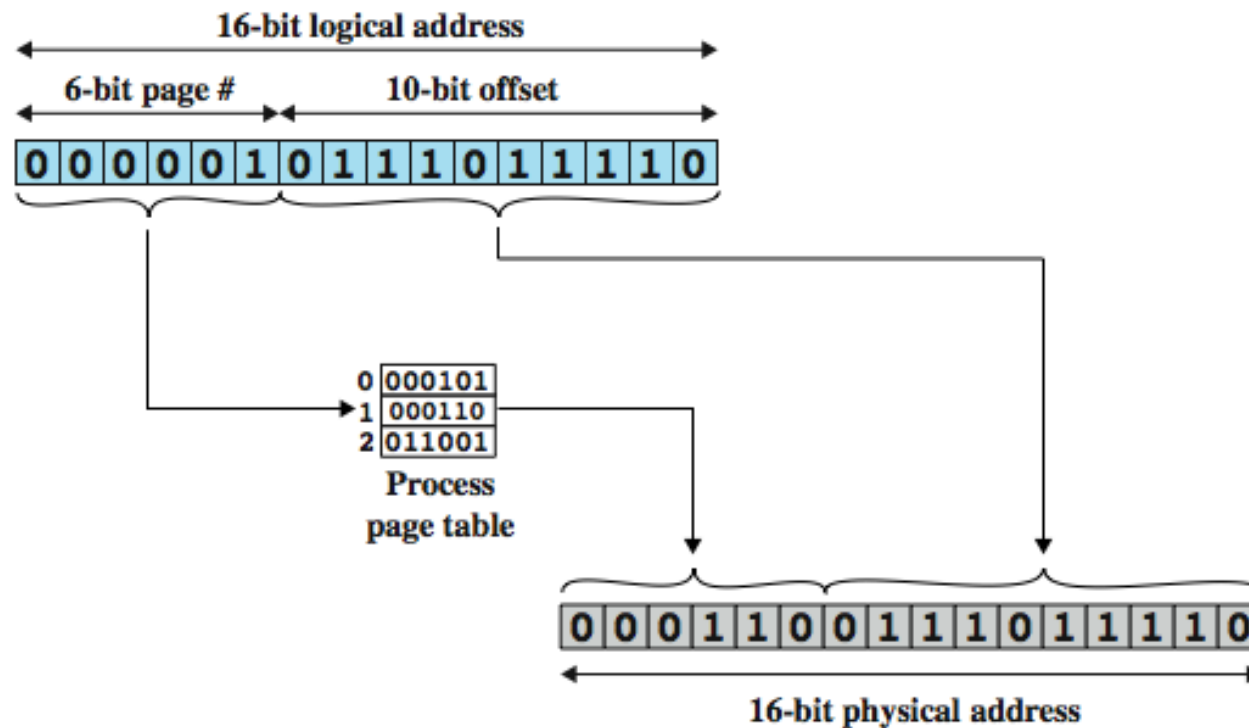 16-bit logical address
6-bit page # 10-bit offset
0 0 0 0 0 1 0 1 1 1 0 1 1 1 1 0
0 000101
1 000110
2 011001
Process
page table
0 0 0 1 1 0 0 1 1 1 0 1 1 1 1 0
16-bit physical address